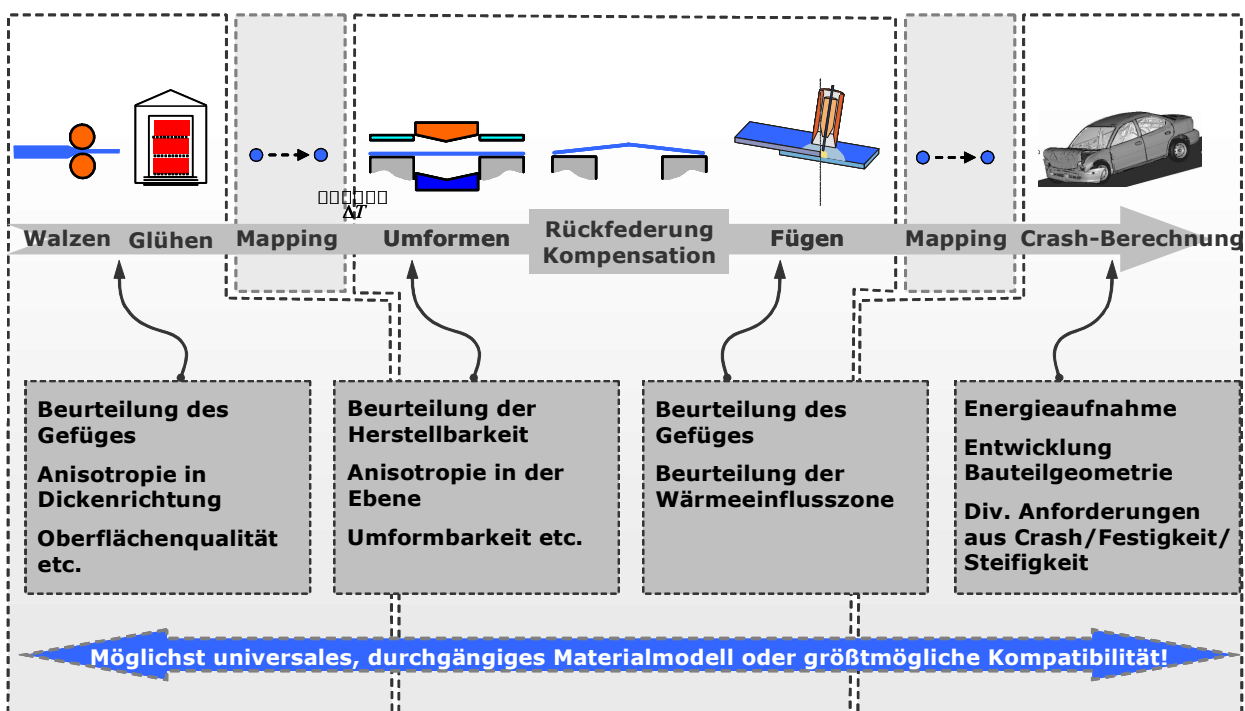 ΔT
Walzen
Glühen
Mapping
Umformen
Rückfederung
Kompensation
Fügen
Mapping
Crash-Berechnung
Beurteilung des
Gefüges
Anisotropie in
Dickenrichtung
Oberflächenqualität
etc.
Beurteilung der
Herstellbarkeit
Anisotropie in der
Ebene
Umformbarkeit etc.
Beurteilung des
Gefüges
Beurteilung der
Wärmeeinflusszone
Energieaufnahme
Entwicklung
Bauteilgeometrie
Div. Anforderungen
aus Crash/Festigkeit/
Steifigkeit
Möglichst universales, durchgängiges Materialmodell oder größtmögliche Kompatibilität!